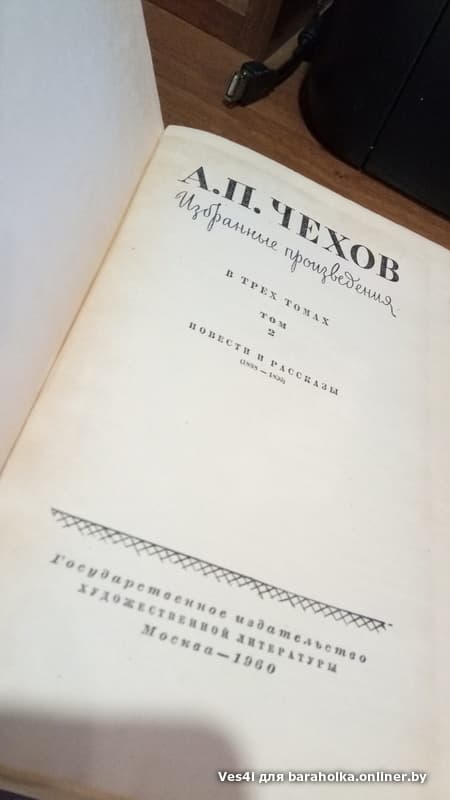 А.П. ЧЕХОВ
Избранные произведения
В ТРЕХ ТОМАХ
ТОМ
2
ПОВЕСТИ И РАССКАЗЫ
Государственное издательство
ХУДОЖЕСТВЕННОЙ ЛИТЕРАТУРЫ
Москва — 1960
Ves4l для baraholka.onliner.by